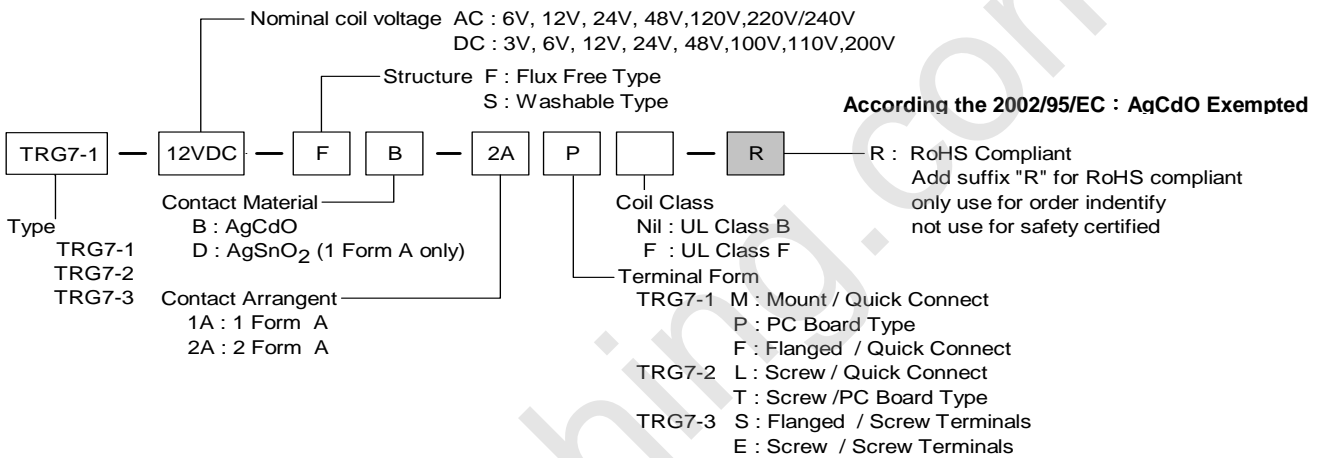 Nominal coil voltage AC : 6V, 12V, 24V, 48V,120V,220V/240V
DC : 3V, 6V, 12V, 24V, 48V,100V,110V,200V
Structure F : Flux Free Type
S : Washable Type
According the 2002/95/EC：AgCdO Exempted
TRG7-1 — 12VDC — F B — 2A P — R
R : RoHS Compliant
Add suffix "R" for RoHS compliant
only use for order indentify
not use for safety certified
Type
TRG7-1
TRG7-2
TRG7-3
Contact Material
B : AgCdO
D : AgSnO2 (1 Form A only)
Contact Arrangent
1A : 1 Form A
2A : 2 Form A
Coil Class
Nil : UL Class B
F : UL Class F
Terminal Form
TRG7-1 M : Mount / Quick Connect
P : PC Board Type
F : Flanged / Quick Connect
TRG7-2 L : Screw / Quick Connect
T : Screw /PC Board Type
TRG7-3 S : Flanged / Screw Terminals
E : Screw / Screw Terminals
hing.com